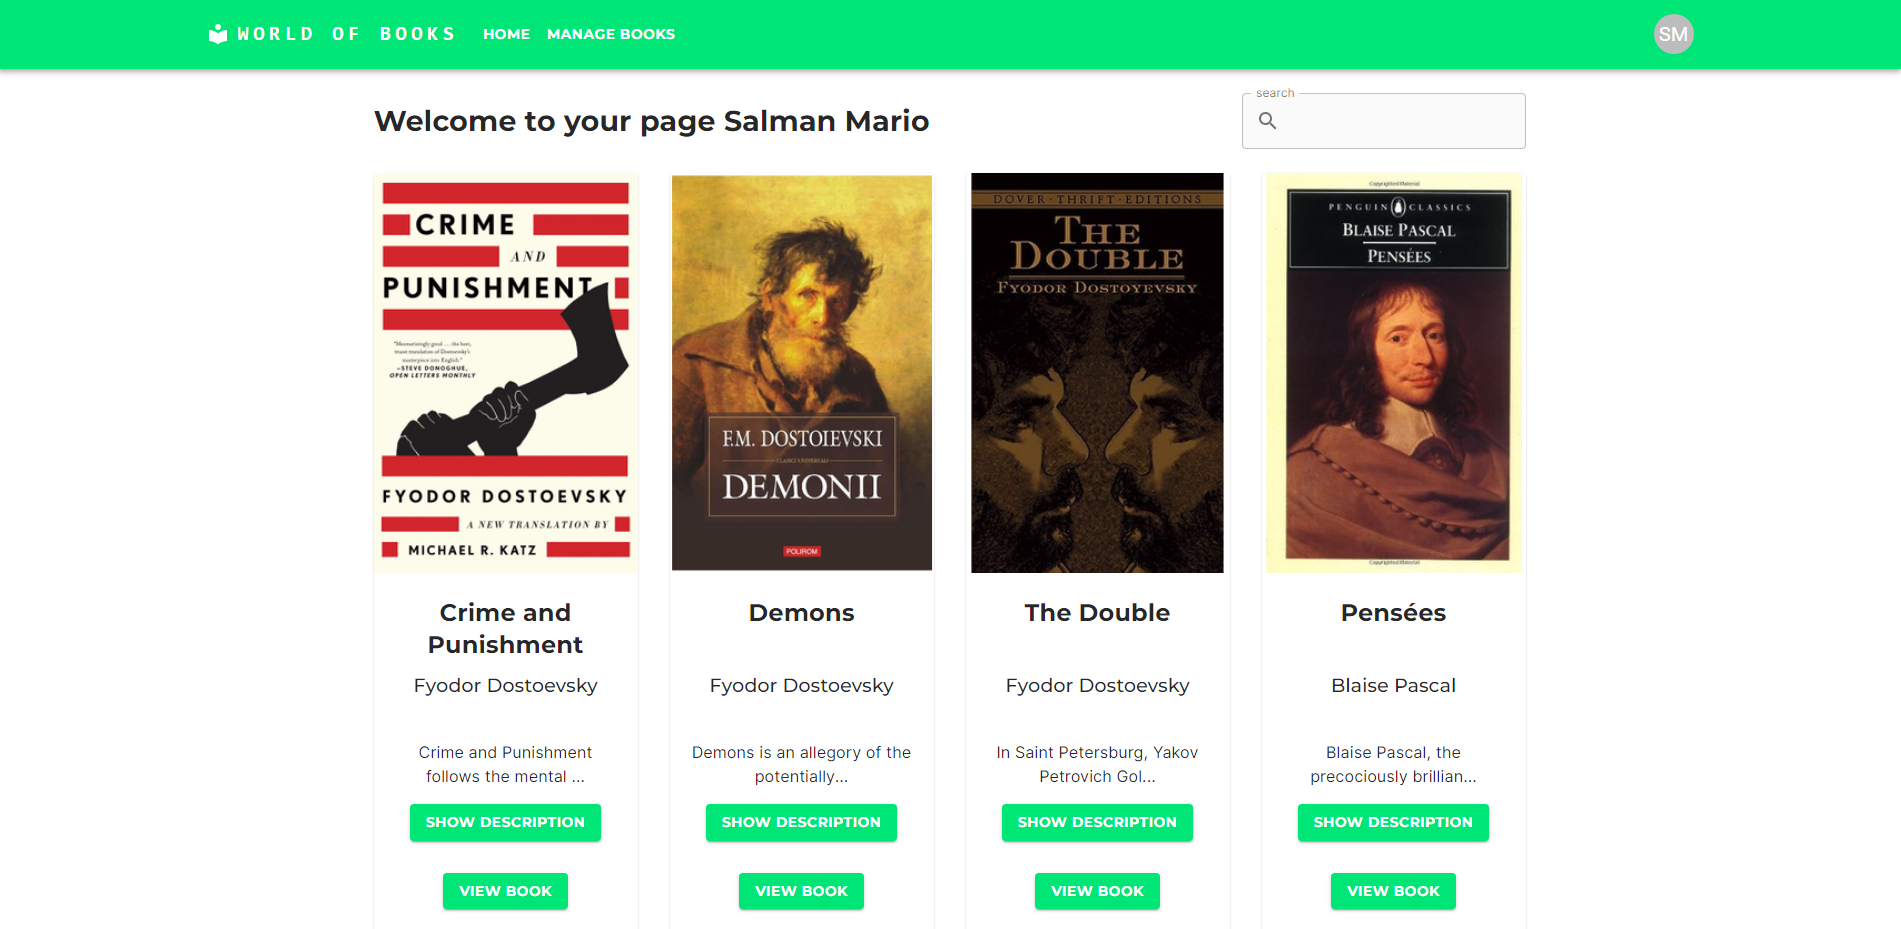 WORLD OF BOOKS HOME MANAGE BOOKS SM
search
Welcome to your page Salman Mario
CRIME
AND
PUNISHMENT
"Mesmerizingly good ... the best,
truest translation of Dostoevsky's
masterpiece into English."
—STEVE DONOGHUE,
OPEN LETTERS MONTHLY
FYODOR DOSTOEVSKY
A NEW TRANSLATION BY
MICHAEL R. KATZ
F.M. DOSTOIEVSKI
CLASICI UNIVERSALI
DEMONII
POLIROM
DOVER · THRIFT · EDITIONS
THE
DOUBLE
FYODOR DOSTOYEVSKY
Copyrighted Material
PENGUIN CLASSICS
BLAISE PASCAL
PENSÉES
Copyrighted Material
Crime and
Punishment
Fyodor Dostoevsky
Crime and Punishment
follows the mental ...
SHOW DESCRIPTION
VIEW BOOK
Demons
Fyodor Dostoevsky
Demons is an allegory of the
potentially...
SHOW DESCRIPTION
VIEW BOOK
The Double
Fyodor Dostoevsky
In Saint Petersburg, Yakov
Petrovich Gol...
SHOW DESCRIPTION
VIEW BOOK
Pensées
Blaise Pascal
Blaise Pascal, the
precociously brillian...
SHOW DESCRIPTION
VIEW BOOK